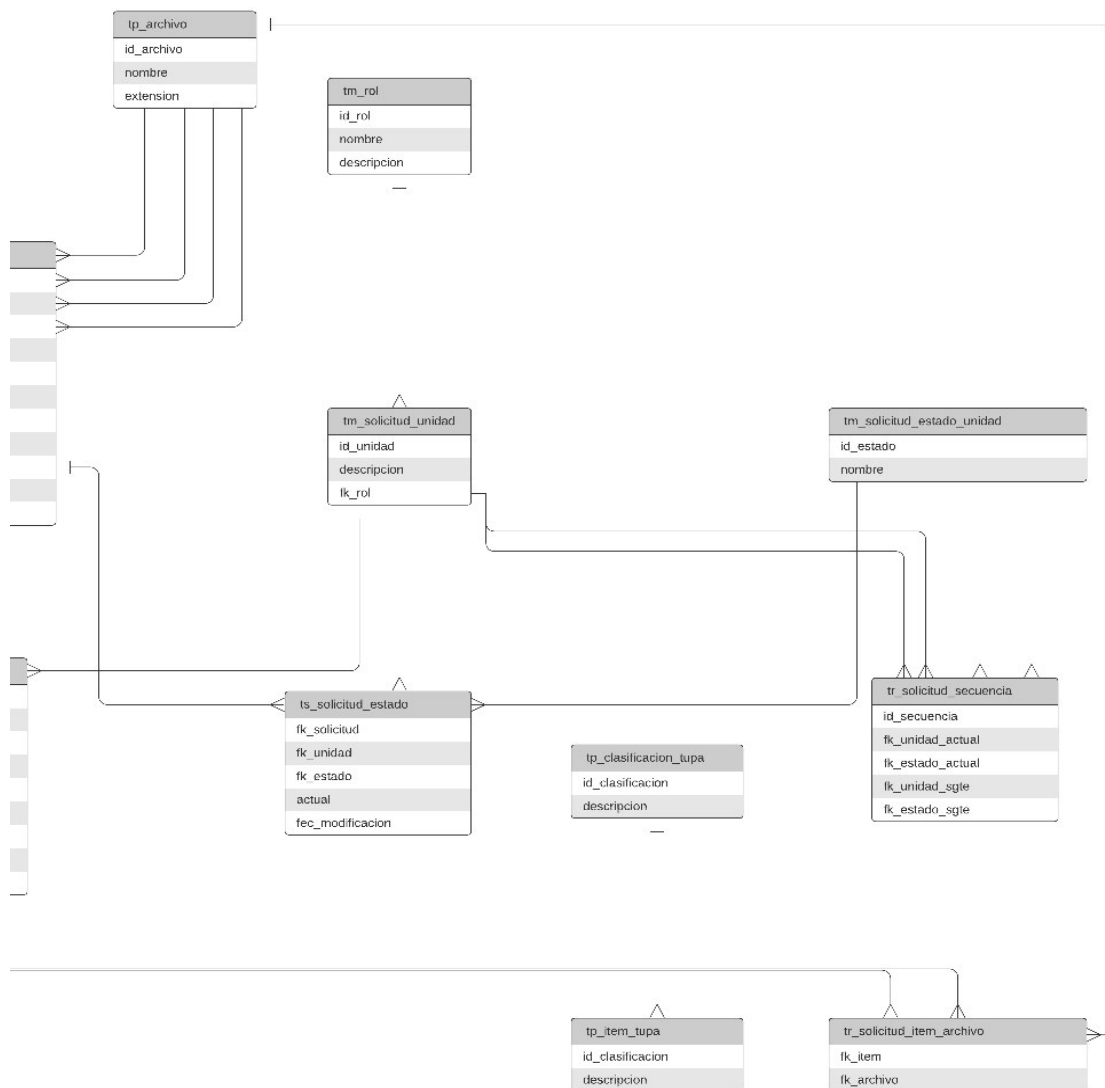 tp_archivo
id_archivo
nombre
extension
tm_rol
id_rol
nombre
descripcion
tm_solicitud_unidad
id_unidad
descripcion
fk_rol
tm_solicitud_estado_unidad
id_estado
nombre
ts_solicitud_estado
fk_solicitud
fk_unidad
fk_estado
actual
fec_modificacion
tp_clasificacion_tupa
id_clasificacion
descripcion
tr_solicitud_secuencia
id_secuencia
fk_unidad_actual
fk_estado_actual
fk_unidad_sgte
fk_estado_sgte
tp_item_tupa
id_clasificacion
descripcion
tr_solicitud_item_archivo
fk_item
fk_archivo